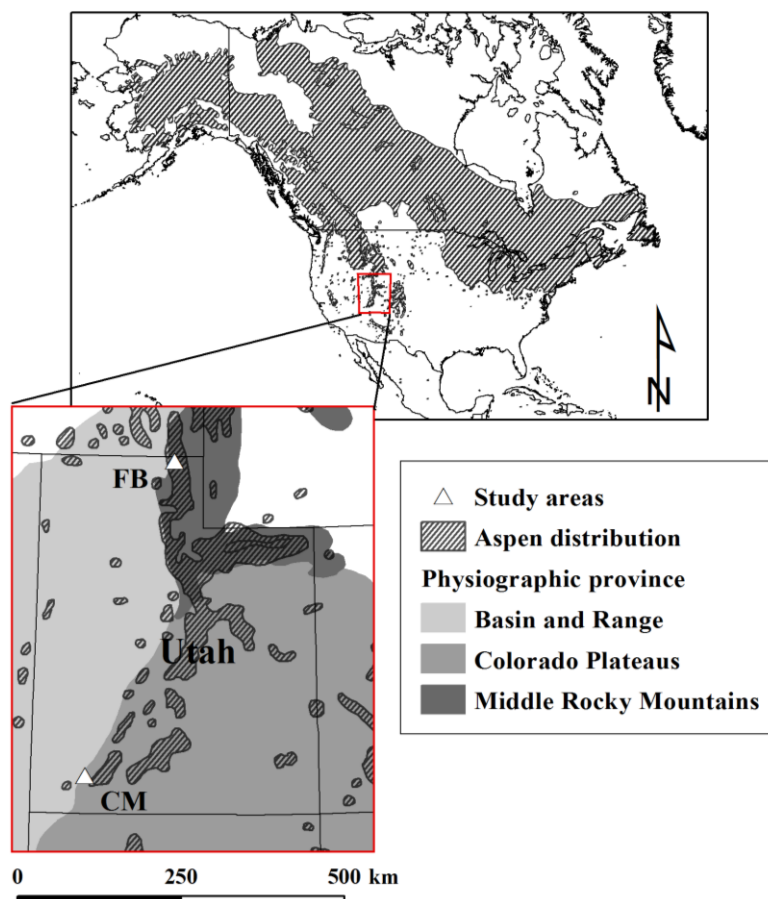 N
FB
Utah
CM
Study areas
Aspen distribution
Physiographic province
Basin and Range
Colorado Plateaus
Middle Rocky Mountains
0 250 500 km